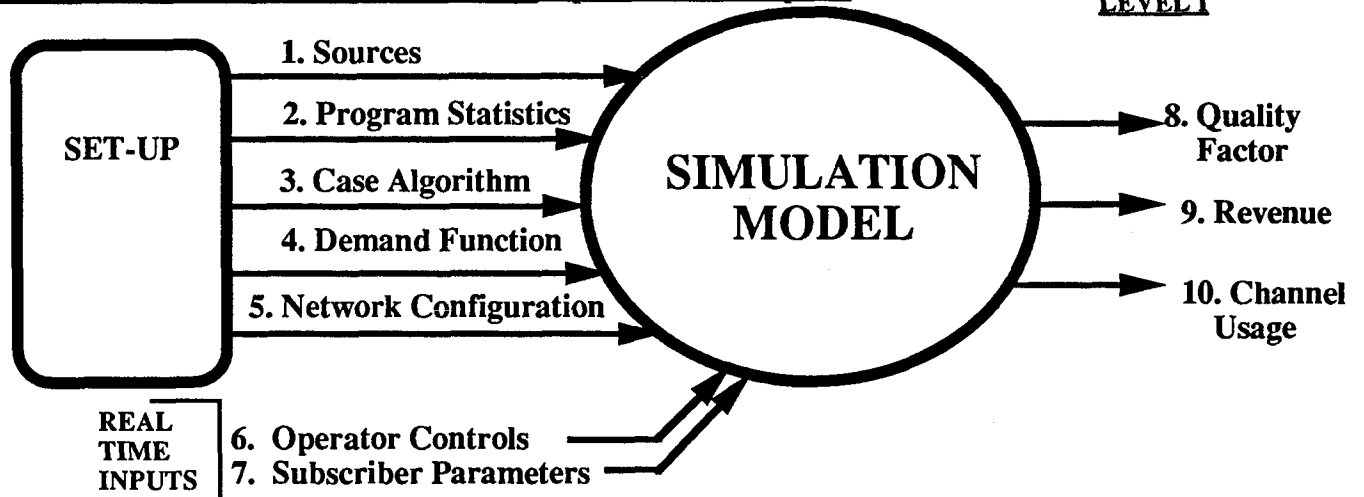 LEVEL I
1. Sources
2. Program Statistics
SET-UP
3. Case Algorithm
4. Demand Function
5. Network Configuration
SIMULATION
MODEL
8. Quality
Factor
9. Revenue
10. Channel
Usage
REAL
TIME
INPUTS
6. Operator Controls
7. Subscriber Parameters